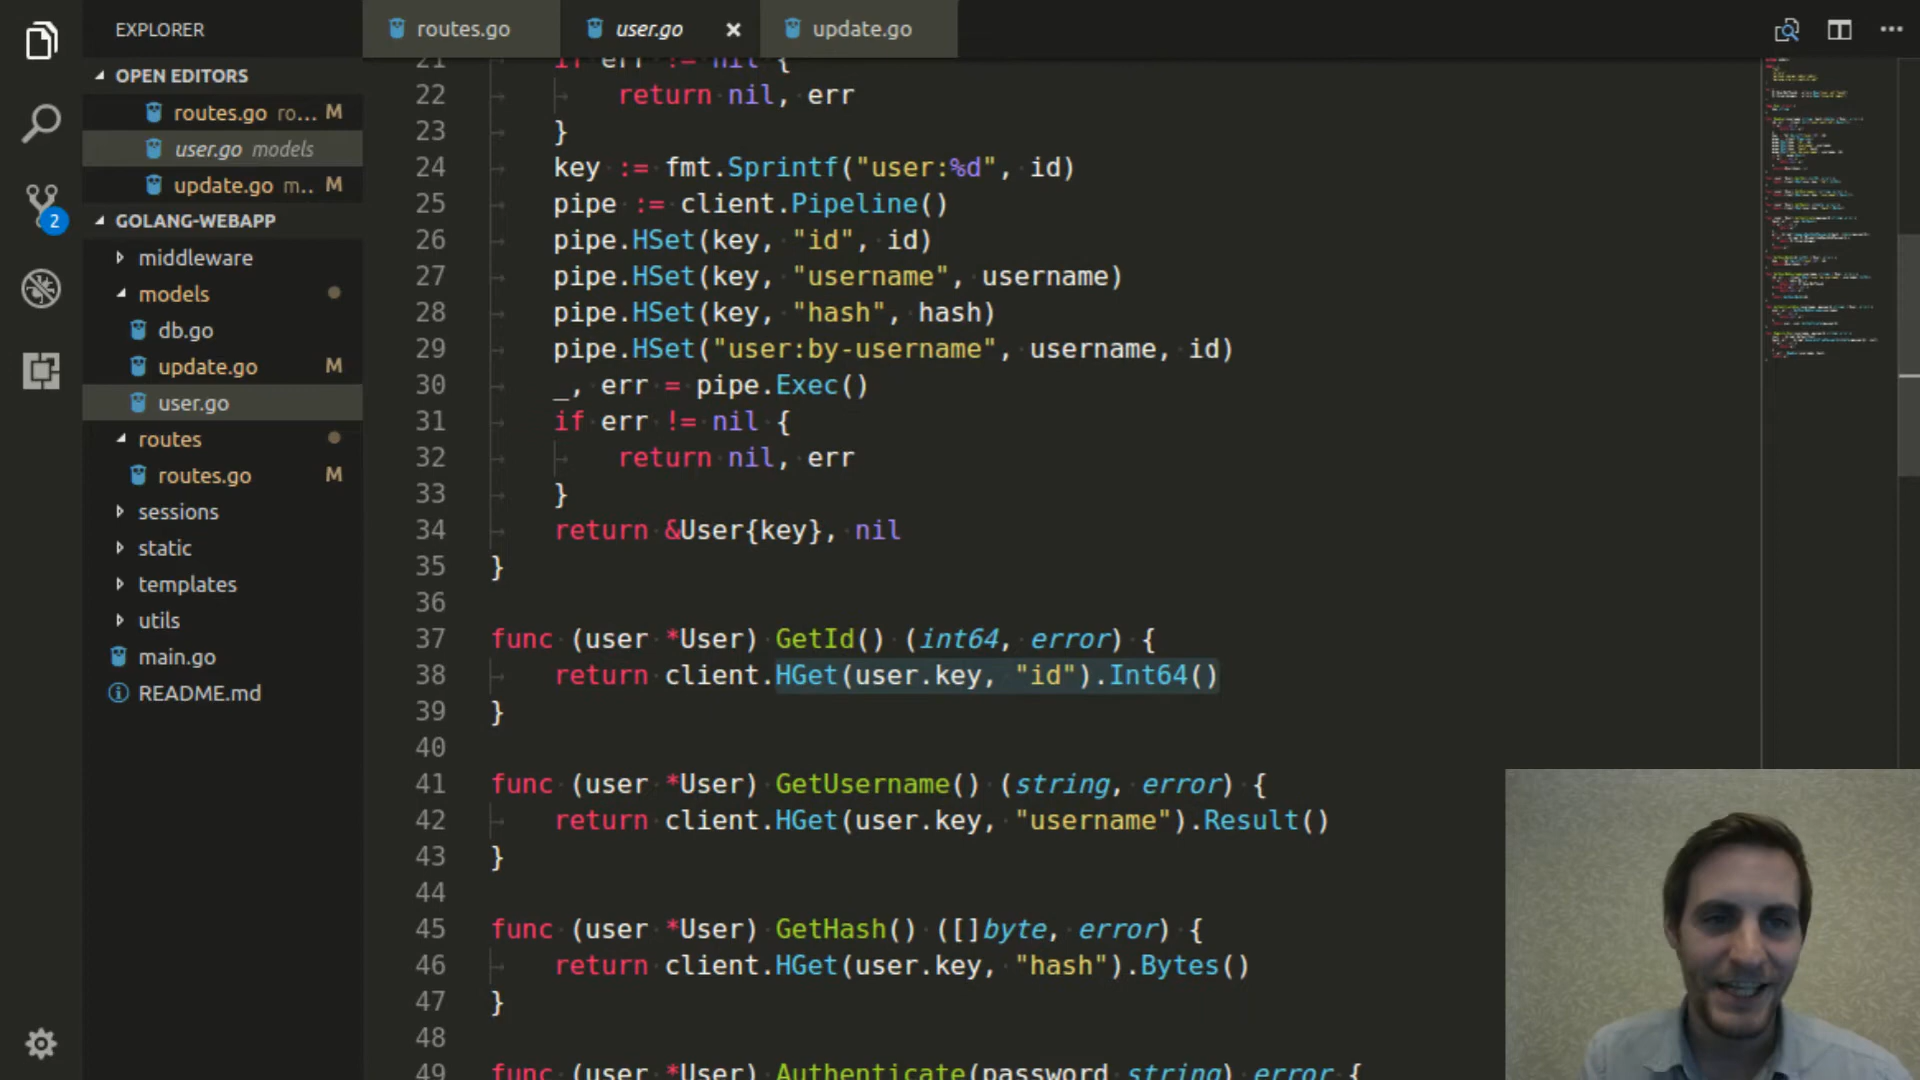 EXPLORER
OPEN EDITORS
routes.go ro... M
user.go models
update.go m.. M
2
GOLANG-WEBAPP
middleware
models
db.go
update.go M
user.go
routes
routes.go M
sessions
static
templates
utils
main.go
README.md
routes.go user.go update.go
21 if err != nil {
22 return nil, err
23 }
24 key := fmt.Sprintf("user:%d", id)
25 pipe := client.Pipeline()
26 pipe.HSet(key, "id", id)
27 pipe.HSet(key, "username", username)
28 pipe.HSet(key, "hash", hash)
29 pipe.HSet("user:by-username", username, id)
30 _, err = pipe.Exec()
31 if err != nil {
32 return nil, err
33 }
34 return &User{key}, nil
35 }
36
37 func (user *User) GetId() (int64, error) {
38 return client.HGet(user.key, "id").Int64()
39 }
40
41 func (user *User) GetUsername() (string, error) {
42 return client.HGet(user.key, "username").Result()
43 }
44
45 func (user *User) GetHash() ([]byte, error) {
46 return client.HGet(user.key, "hash").Bytes()
47 }
48
49 func (user *User) Authenticate(password string) error {